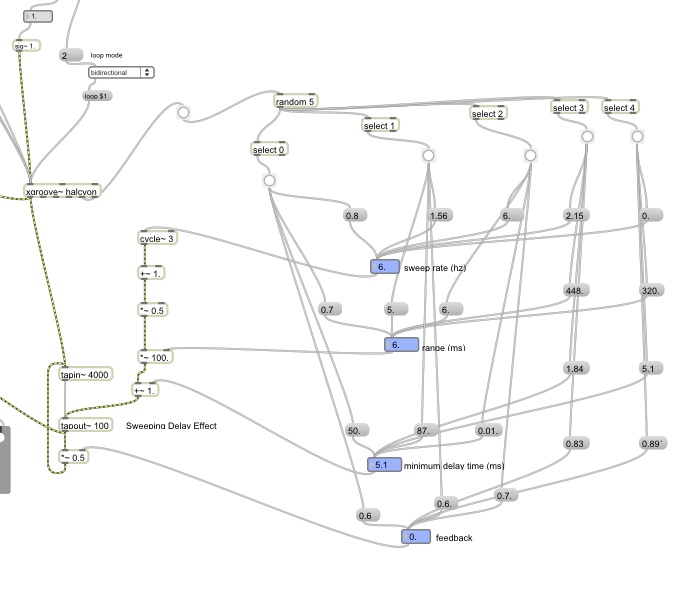 1.
sig~ 1.
2
loop mode
bidirectional
loop $1
random 5
select 0
select 1
select 2
select 3
select 4
xgroove~ halcyon
0.8
1.56
6.
2.15
0.
cycle~ 3
6.
sweep rate (hz)
+~ 1.
448.
320.
*~ 0.5
0.7
5.
6.
6.
range (ms)
*~ 100.
tapin~ 4000
1.84
5.1
+~ 1.
tapout~ 100
Sweeping Delay Effect
50.
87.
0.01.
0.83
0.89
*~ 0.5
5.1
minimum delay time (ms)
0.6
0.6.
0.7.
0.
feedback